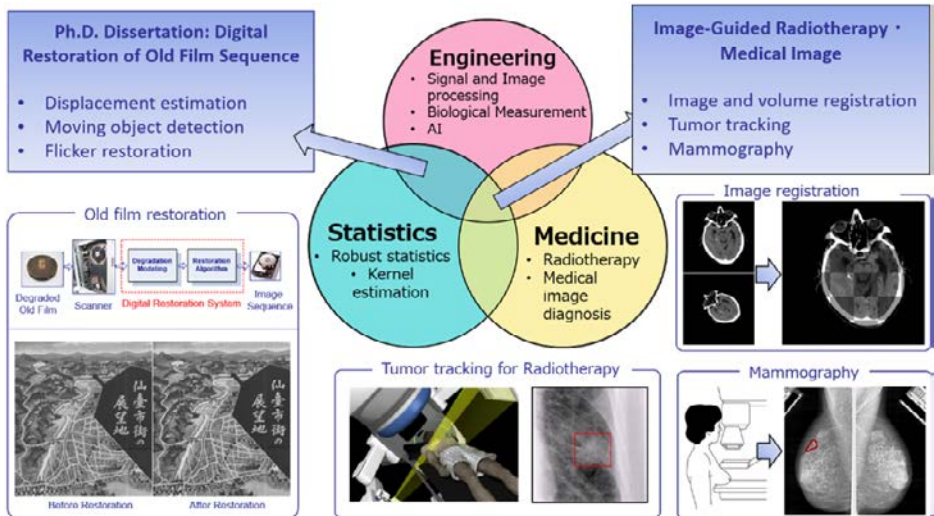 Ph.D. Dissertation: Digital
Restoration of Old Film Sequence
• Displacement estimation
• Moving object detection
• Flicker restoration
Engineering
• Signal and Image
processing
• Biological Measurement
• AI
Image-Guided Radiotherapy・
Medical Image
• Image and volume registration
• Tumor tracking
• Mammography
Statistics
• Robust statistics
• Kernel
estimation
Medicine
• Radiotherapy
• Medical
image
diagnosis
Old film restoration
Degraded
Old Film
Scanner
Degradation
Modeling
Restoration
Algorithm
Digital Restoration System
Image
Sequence
仙臺市街の
展望地
仙臺市街の
展望地
Before Restoration
After Restoration
Image registration
Tumor tracking for Radiotherapy
Mammography